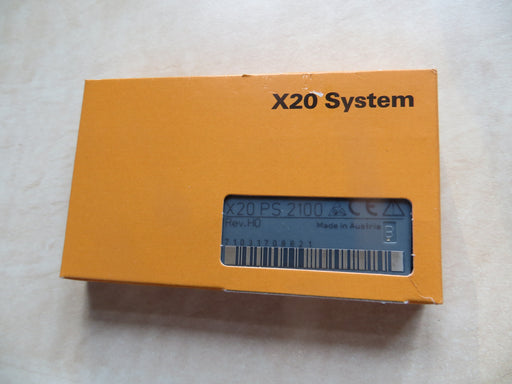 X20 System
X20 PS 2100
Rev.H0
Made in Austria